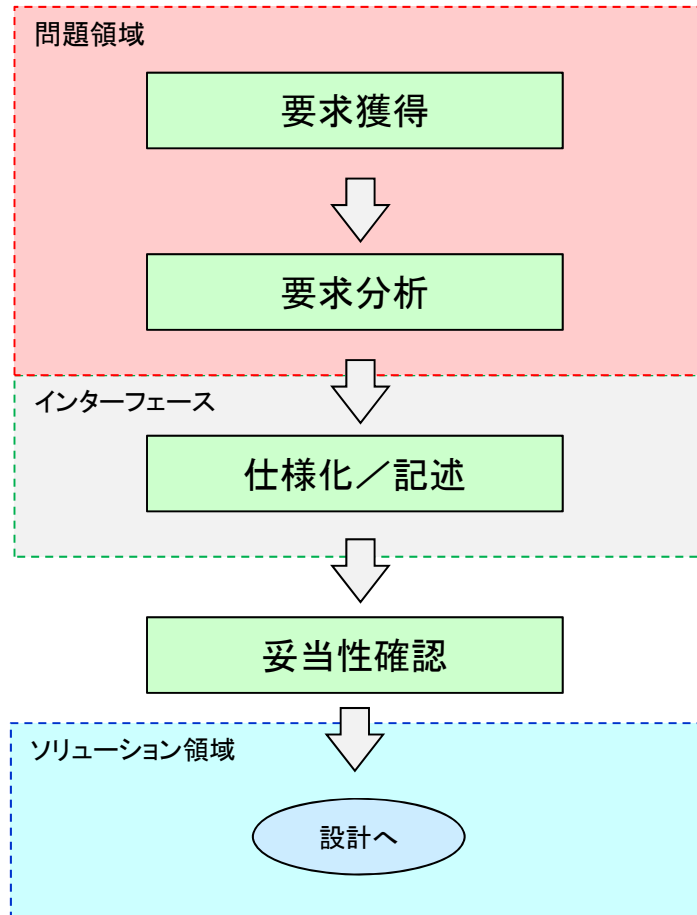 問題領域
要求獲得
要求分析
インターフェース
仕様化／記述
妥当性確認
ソリューション領域
設計へ